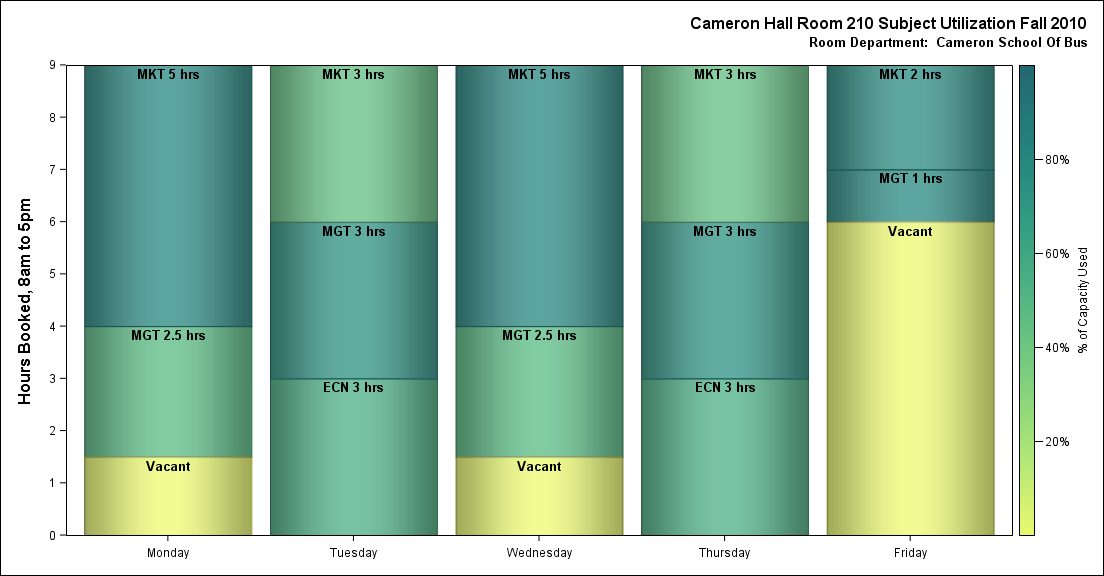 Cameron Hall Room 210 Subject Utilization Fall 2010
Room Department:  Cameron School Of Bus
Hours Booked, 8am to 5pm
9
8
7
6
5
4
3
2
1
0
MKT 5 hrs
MGT 2.5 hrs
Vacant
MKT 3 hrs
MGT 3 hrs
ECN 3 hrs
MKT 5 hrs
MGT 2.5 hrs
Vacant
MKT 3 hrs
MGT 3 hrs
ECN 3 hrs
MKT 2 hrs
MGT 1 hrs
Vacant
Monday
Tuesday
Wednesday
Thursday
Friday
80%
60%
40%
20%
% of Capacity Used